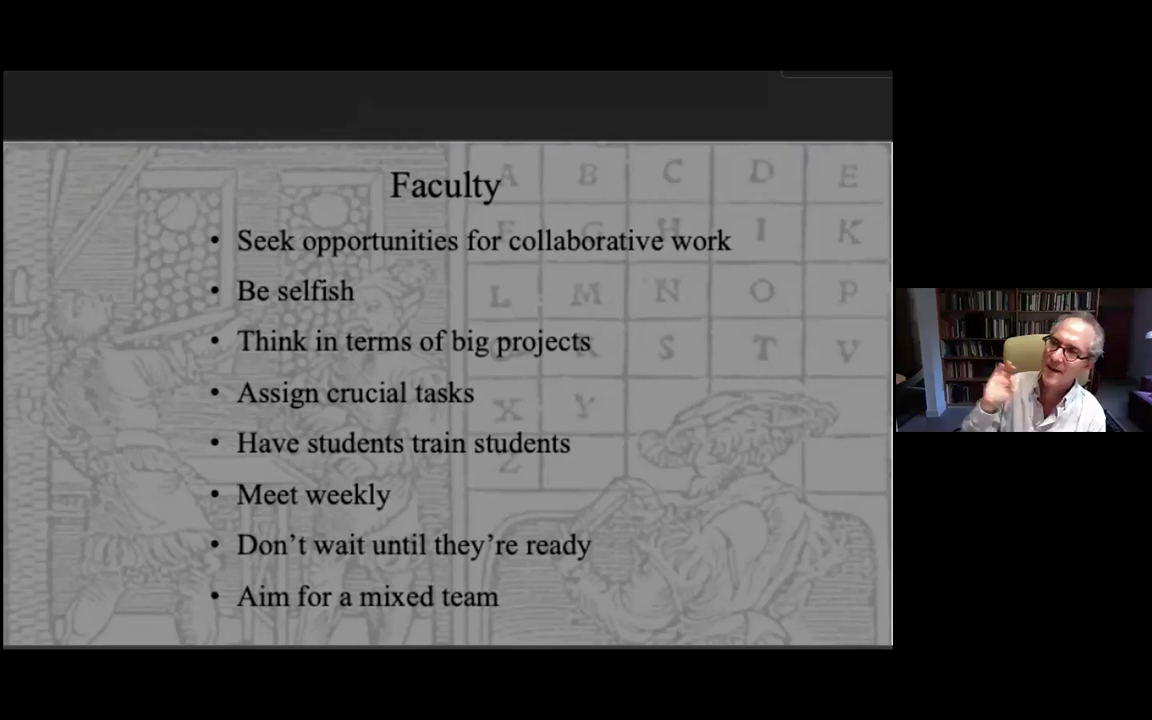 Faculty
• Seek opportunities for collaborative work
• Be selfish
• Think in terms of big projects
• Assign crucial tasks
• Have students train students
• Meet weekly
• Don’t wait until they’re ready
• Aim for a mixed team
A B C D E
F G H I K
L M N O P
R S T V
X Y
Z